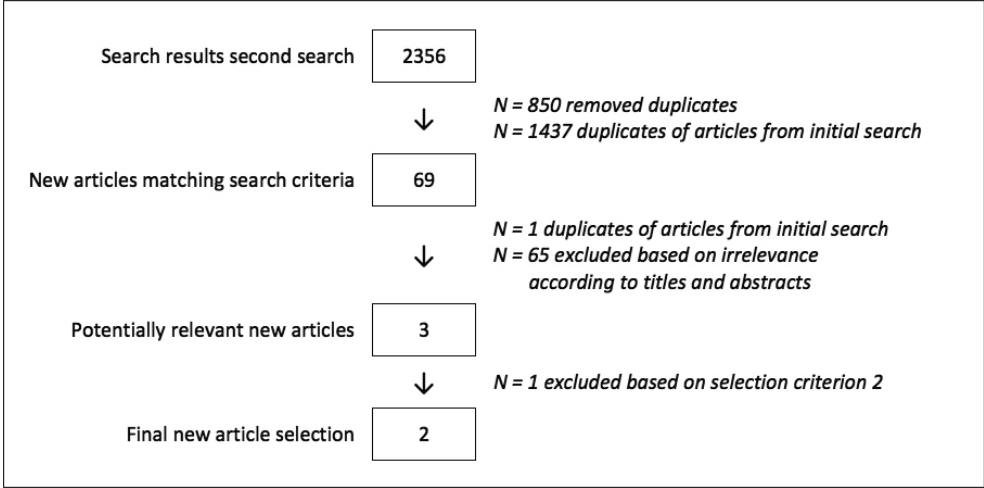 Search results second search
2356
N = 850 removed duplicates
N = 1437 duplicates of articles from initial search
New articles matching search criteria
69
N = 1 duplicates of articles from initial search
N = 65 excluded based on irrelevance
according to titles and abstracts
Potentially relevant new articles
3
N = 1 excluded based on selection criterion 2
Final new article selection
2